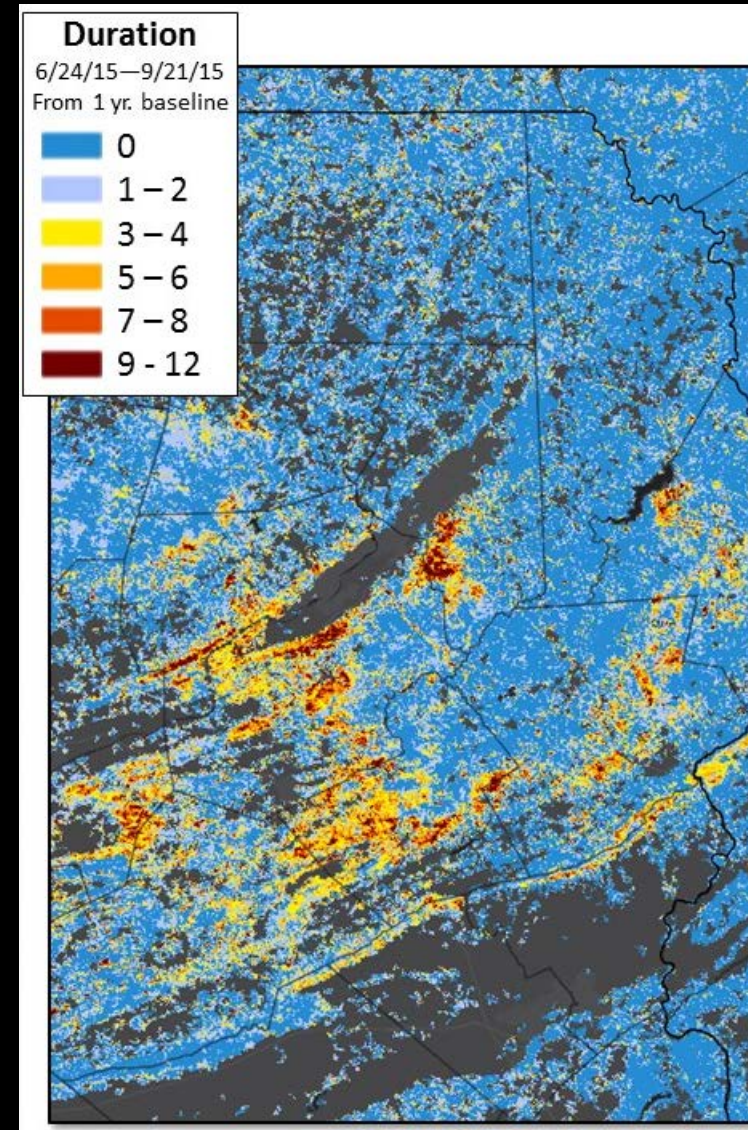 Duration
6/24/15—9/21/15
From 1 yr. baseline
0
1 – 2
3 – 4
5 – 6
7 – 8
9 - 12